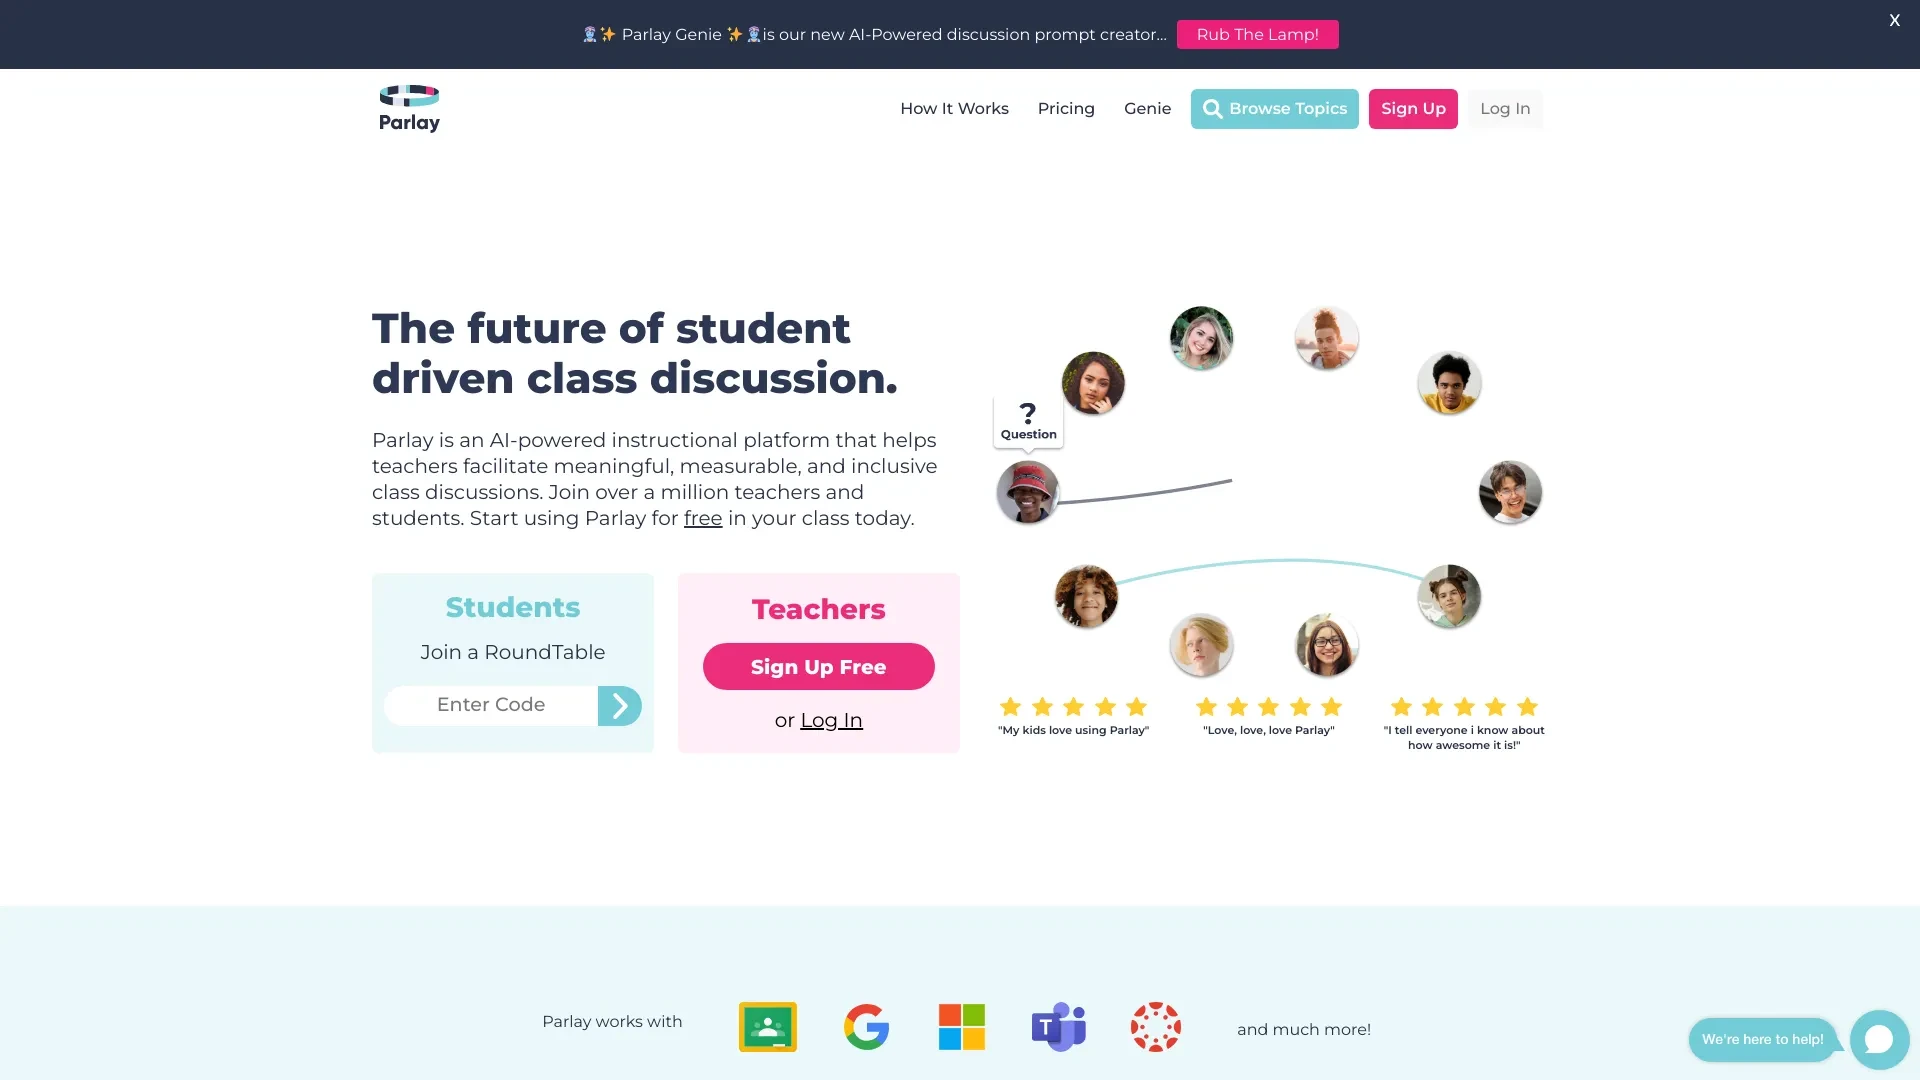 Parlay Genie is our new AI-Powered discussion prompt creator...
Rub The Lamp!
X
Parlay
How It Works
Pricing
Genie
Browse Topics
Sign Up
Log In
The future of student
driven class discussion.
Parlay is an AI-powered instructional platform that helps
teachers facilitate meaningful, measurable, and inclusive
class discussions. Join over a million teachers and
students. Start using Parlay for free in your class today.
Students
Join a RoundTable
Enter Code
Teachers
Sign Up Free
or Log In
?
Question
"My kids love using Parlay"
"Love, love, love Parlay"
"I tell everyone i know about
how awesome it is!"
Parlay works with
T
and much more!
We're here to help!